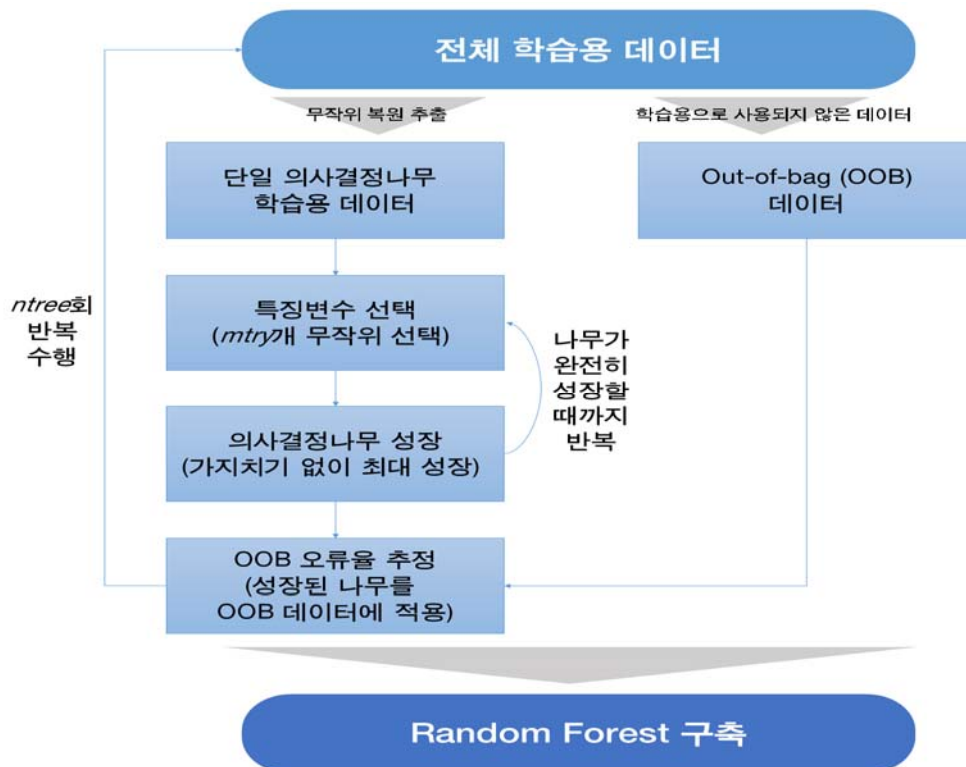 전체 학습용 데이터
무작위 복원 추출
학습용으로 사용되지 않은 데이터
단일 의사결정나무
학습용 데이터
Out-of-bag (OOB)
데이터
특징변수 선택
(mtry개 무작위 선택)
ntree회
반복
수행
나무가
완전히
성장할
때까지
반복
의사결정나무 성장
(가지치기 없이 최대 성장)
OOB 오류율 추정
(성장된 나무를
OOB 데이터에 적용)
Random Forest 구축